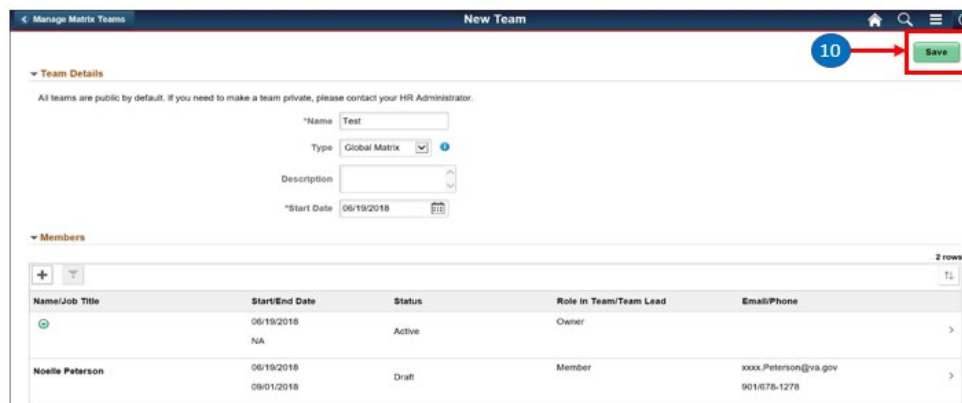 Manage Matrix Teams
New Team
10
Save
Team Details
All teams are public by default. If you need to make a team private, please contact your HR Administrator.
*Name Test
Type Global Matrix
Description
*Start Date 06/19/2018
Members
2 rows
Name/Job Title Start/End Date Status Role in Team/Team Lead Email/Phone
06/19/2018 Owner
Active
NA
06/19/2018 Member xxxx.Peterson@va.gov
Noelle Peterson Draft
09/01/2018 901/678-1278